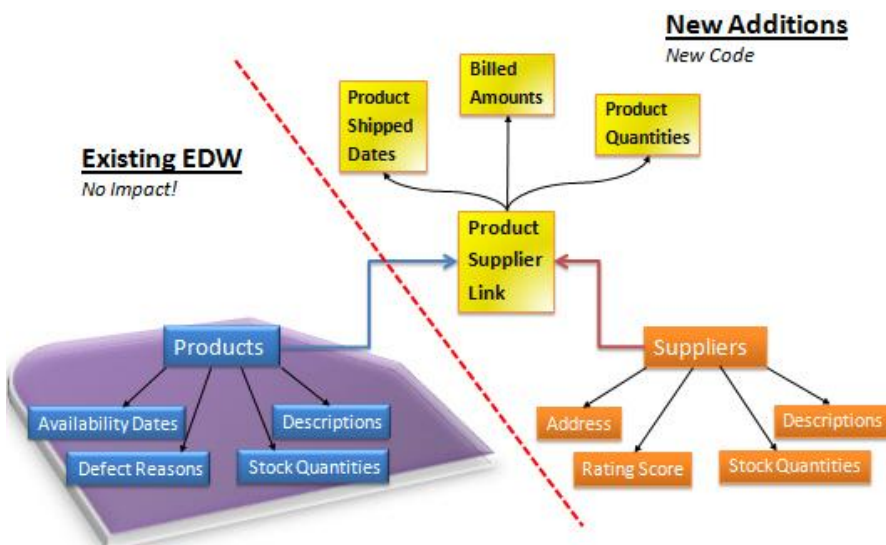 New Additions
New Code
Billed
Amounts
Product
Shipped
Dates
Product
Quantities
Existing EDW
No Impact!
Product
Supplier
Link
Products
Suppliers
Availability Dates
Descriptions
Defect Reasons
Stock Quantities
Address
Descriptions
Rating Score
Stock Quantities